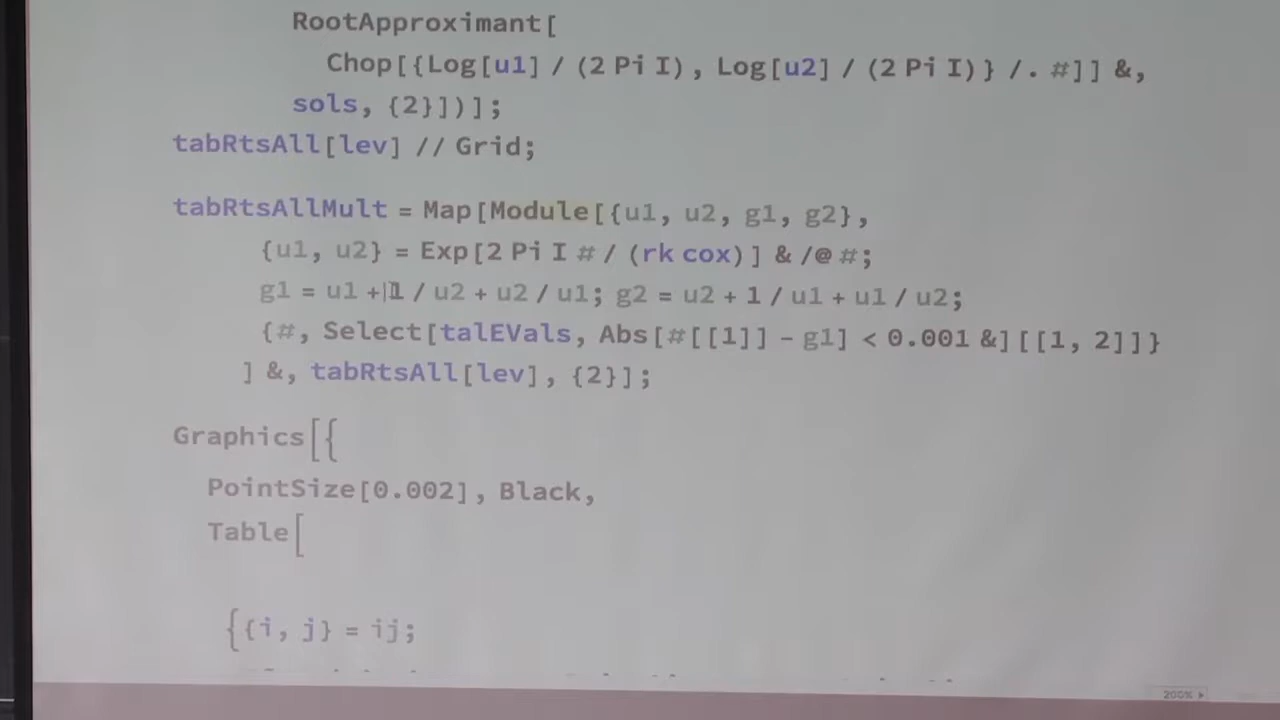 RootApproximant[
Chop[{Log[u1] / (2 Pi I), Log[u2] / (2 Pi I)} /. #]] &,
sols, {2}])];
tabRtsAll[lev] // Grid;
tabRtsAllMult = Map[Module[{u1, u2, g1, g2},
{u1, u2} = Exp[2 Pi I # / (rk cox)] & /@ #;
g1 = u1 + 1 / u2 + u2 / u1; g2 = u2 + 1 / u1 + u1 / u2;
{#, Select[talEVals, Abs[#[[1]] - g1] < 0.001 &][[1, 2]]}
] &, tabRtsAll[lev], {2}];
Graphics[{
PointSize[0.002], Black,
Table[
{{i, j} = ij;
200%